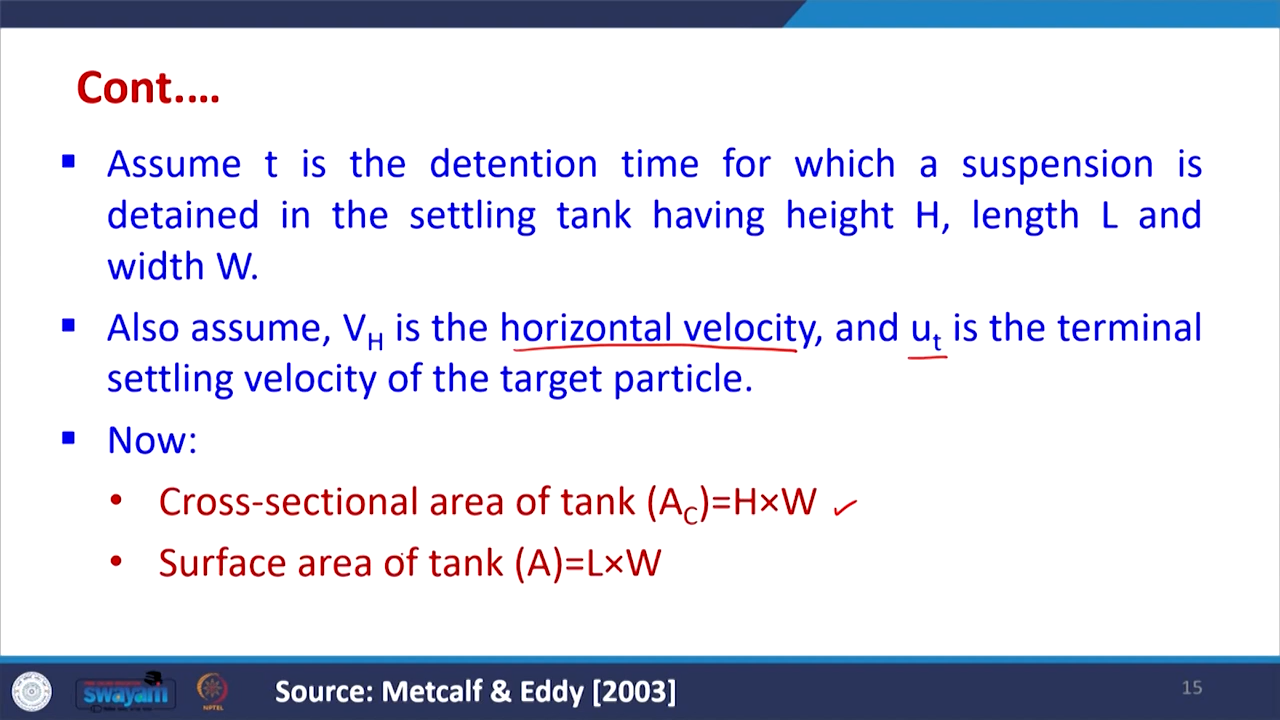 Cont.…
▪ Assume t is the detention time for which a suspension is
detained in the settling tank having height H, length L and
width W.
▪ Also assume, V_H is the horizontal velocity, and u_t is the terminal
settling velocity of the target particle.
▪ Now:
• Cross-sectional area of tank (A_C)=H×W ✓
• Surface area of tank (A)=L×W
swayam
NPTEL
Source: Metcalf & Eddy [2003]
15